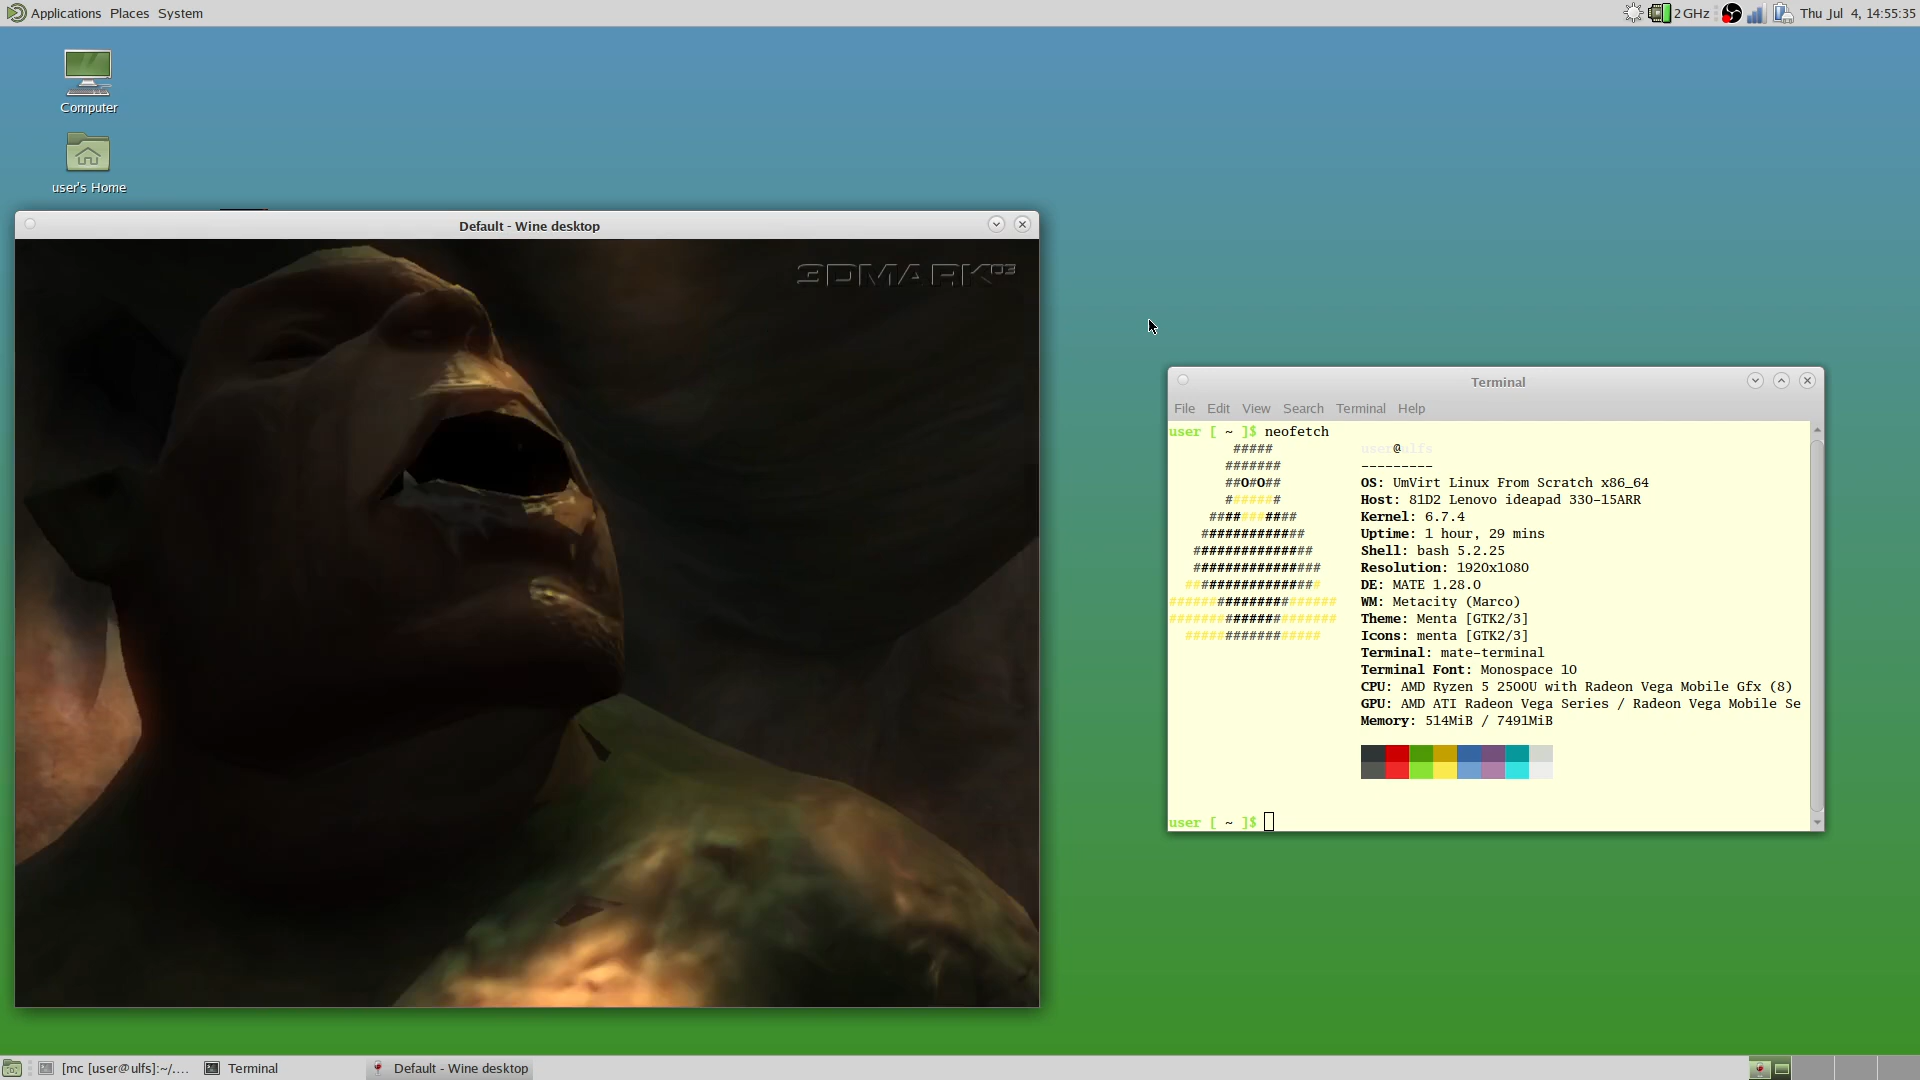 Applications Places System
2 GHz
Thu Jul 4, 14:55:35
Computer
user's Home
Default - Wine desktop
3DMARK03
Terminal
File Edit View Search Terminal Help
user [ ~ ]$ neofetch
##### user@ulfs
####### ---------
##O#O## OS: UmVirt Linux From Scratch x86_64
####### Host: 81D2 Lenovo ideapad 330-15ARR
########### Kernel: 6.7.4
############# Uptime: 1 hour, 29 mins
############### Shell: bash 5.2.25
################ Resolution: 1920x1080
################# DE: MATE 1.28.0
##################### WM: Metacity (Marco)
##################### Theme: Menta [GTK2/3]
################# Icons: menta [GTK2/3]
Terminal: mate-terminal
Terminal Font: Monospace 10
CPU: AMD Ryzen 5 2500U with Radeon Vega Mobile Gfx (8)
GPU: AMD ATI Radeon Vega Series / Radeon Vega Mobile Se
Memory: 514MiB / 7491MiB
user [ ~ ]$
[mc [user@ulfs]:~/.... Terminal Default - Wine desktop